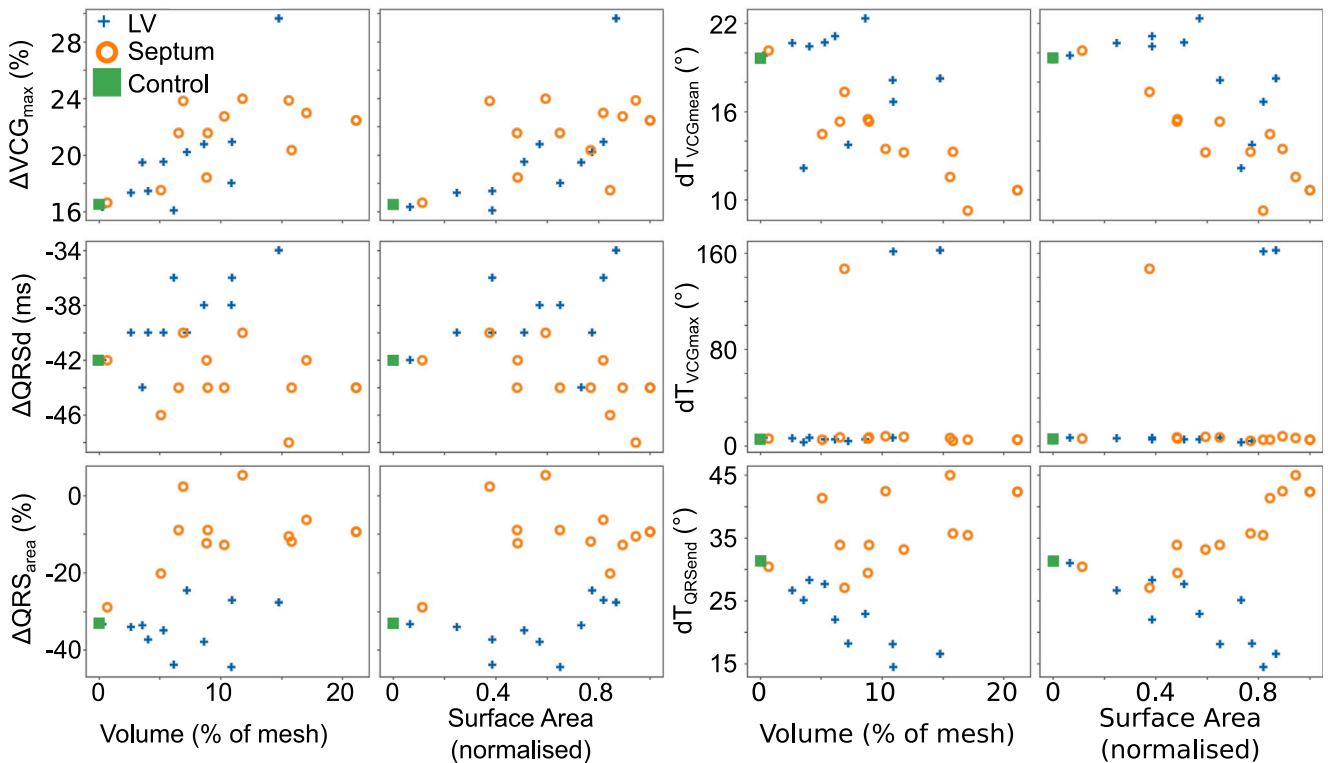 LV
Septum
Control
ΔVCGmax (%)
28
24
20
16
dTVCGmean (°)
22
16
10
ΔQRSd (ms)
-34
-38
-42
-46
dTVCGmax (°)
160
80
0
ΔQRSarea (%)
0
-20
-40
dTQRSend (°)
45
35
25
15
0 10 20
0 0.4 0.8
0 10 20
0 0.4 0.8
Volume (% of mesh)
Surface Area
(normalised)
Volume (% of mesh)
Surface Area
(normalised)